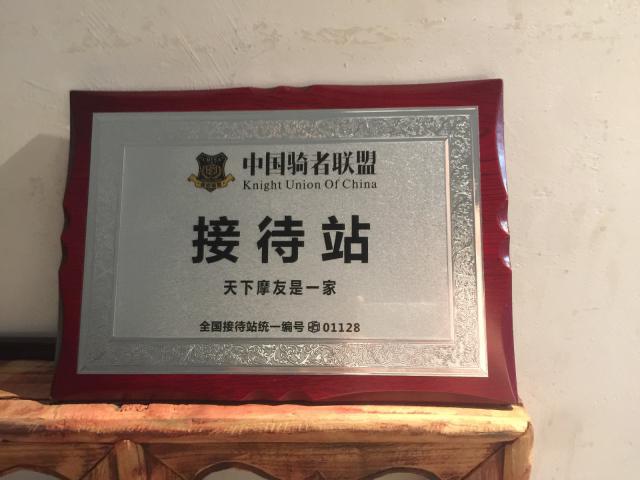 中国骑者联盟
Knight Union Of China
接待站
天下摩友是一家
全国接待站统一编号 01128